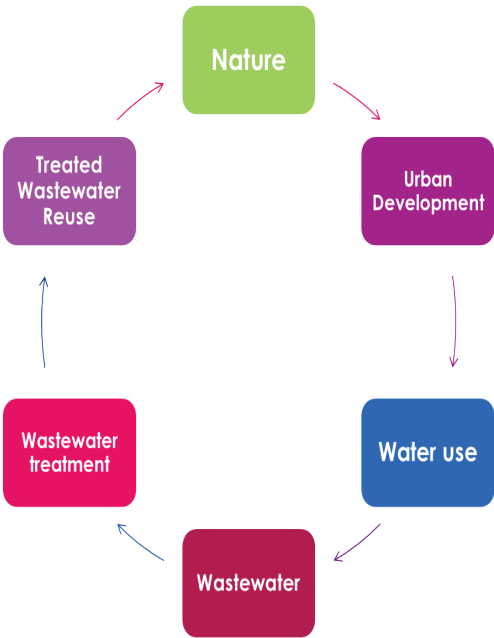 Nature
Urban
Development
Water use
Wastewater
Wastewater
treatment
Treated
Wastewater
Reuse